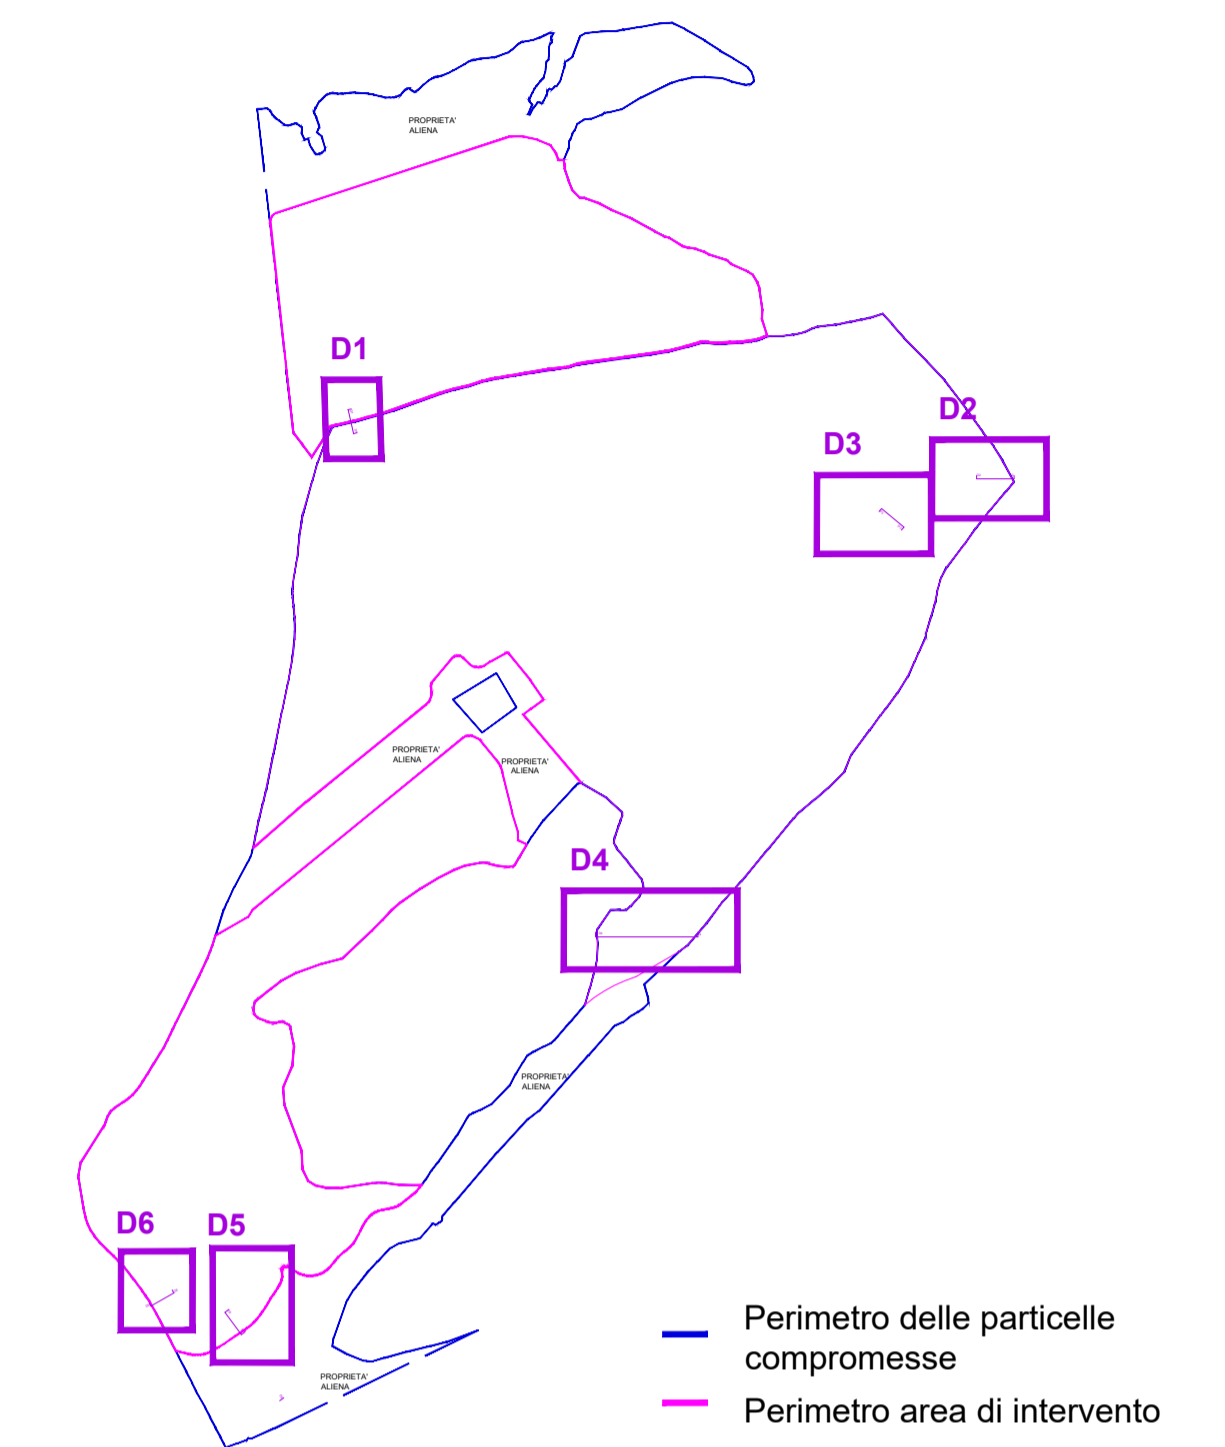 PROPRIETA'
ALIENA
D1
D2
D3
PROPRIETA'
ALIENA
PROPRIETA'
ALIENA
D4
PROPRIETA'
ALIENA
D6
D5
Perimetro delle particelle
compromesse
PROPRIETA'
ALIENA
Perimetro area di intervento